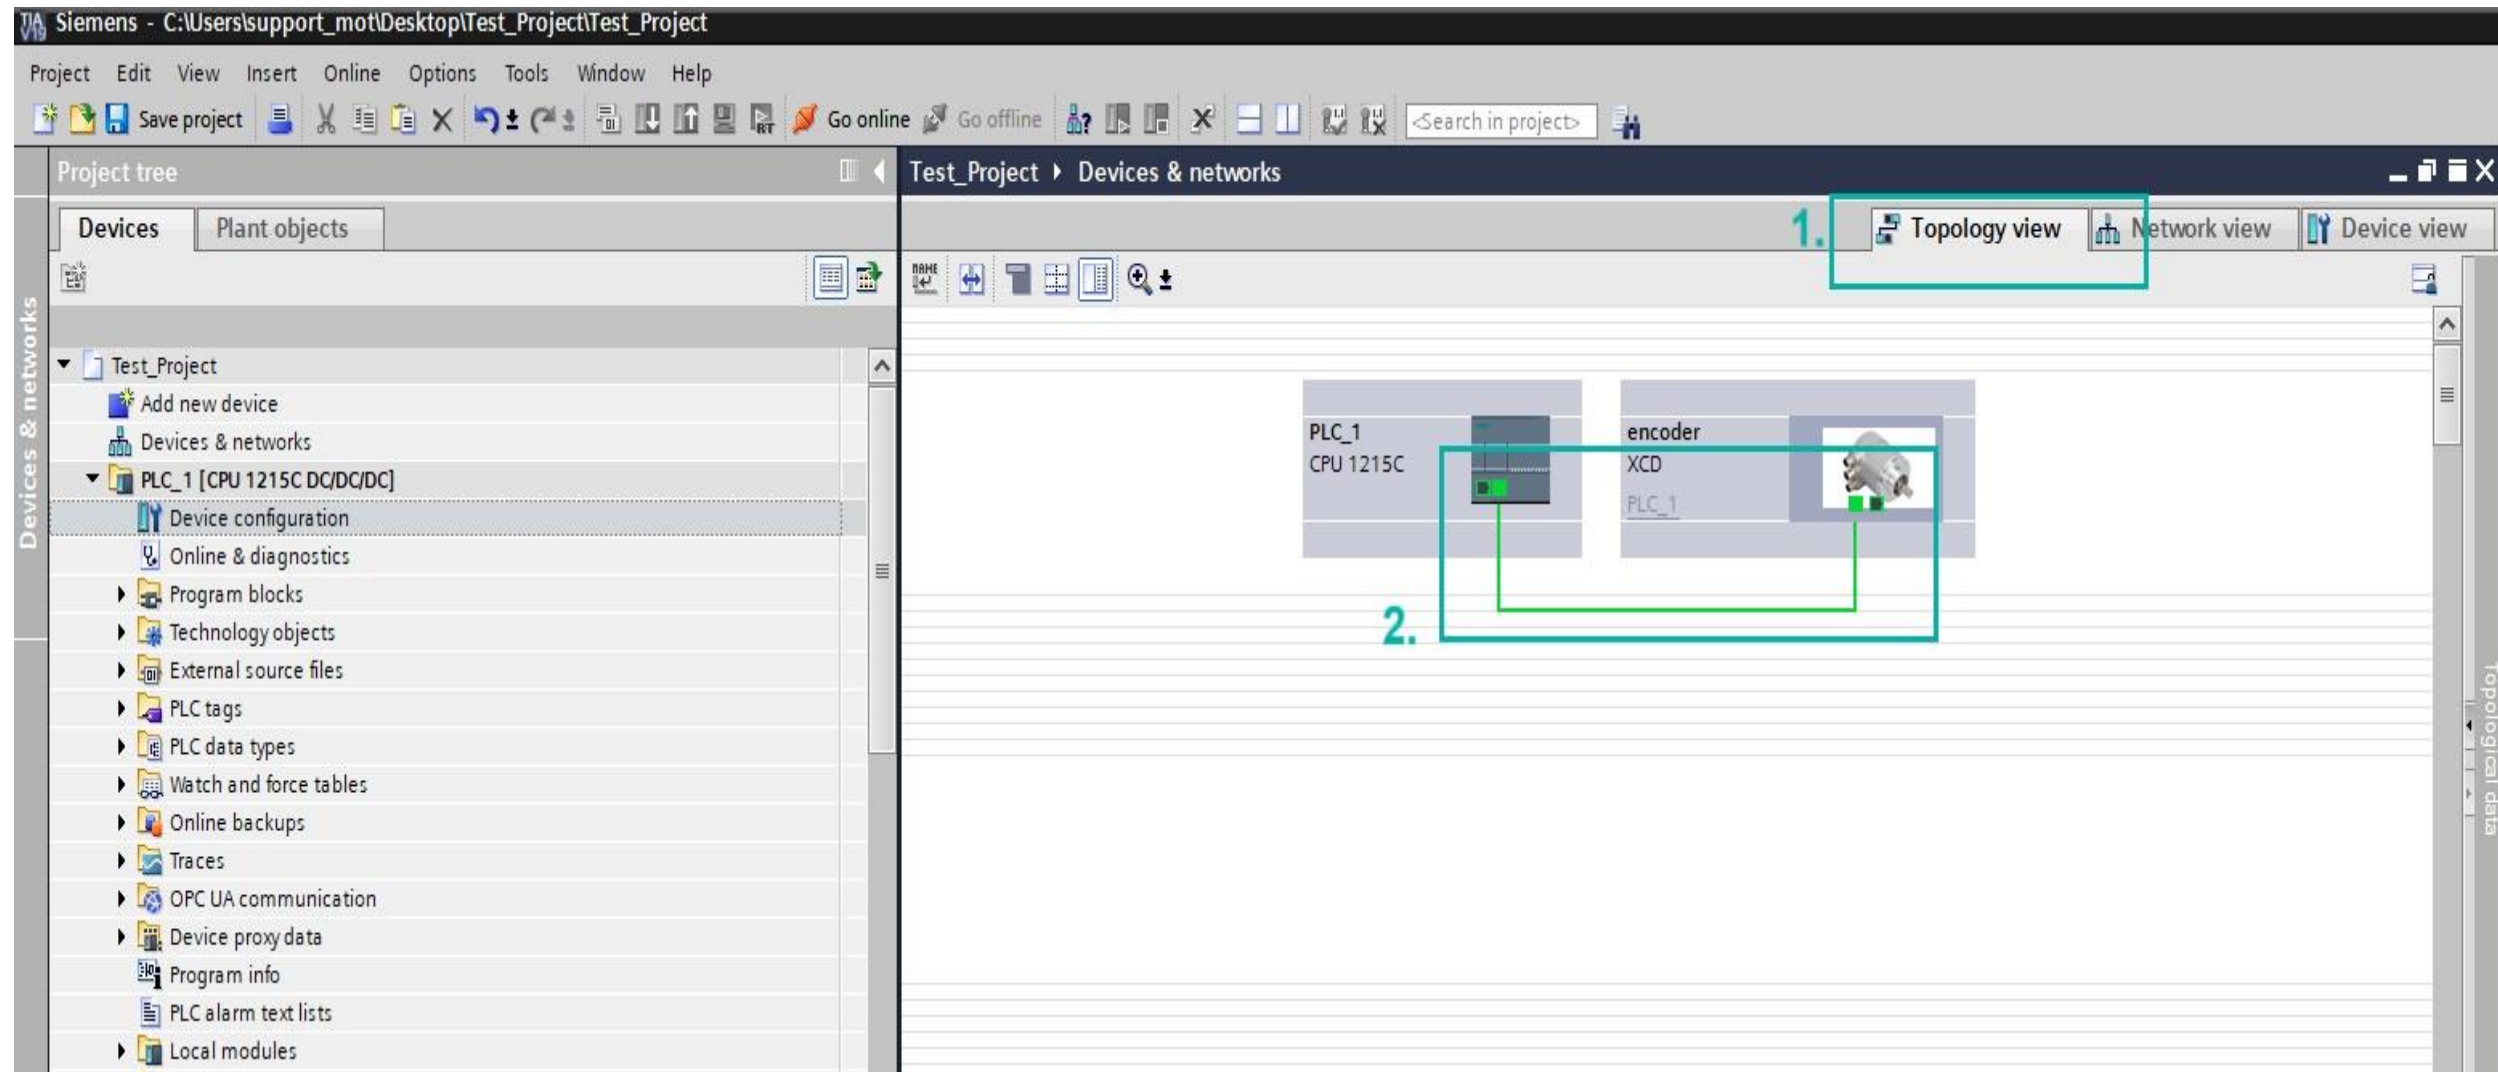 Siemens - C:\Users\support_mot\Desktop\Test_Project\Test_Project
Project Edit View Insert Online Options Tools Window Help
Save project Go online Go offline <Search in project>
Project tree
Test_Project Devices & networks
Devices Plant objects
1. Topology view Network view Device view
Devices & networks
Test_Project
Add new device
Devices & networks
PLC_1 [CPU 1215C DC/DC/DC]
Device configuration
Online & diagnostics
Program blocks
Technology objects
External source files
PLC tags
PLC data types
Watch and force tables
Online backups
Traces
OPC UA communication
Device proxy data
Program info
PLC alarm text lists
Local modules
PLC_1
CPU 1215C
encoder
XCD
PLC_1
2.
Topological data